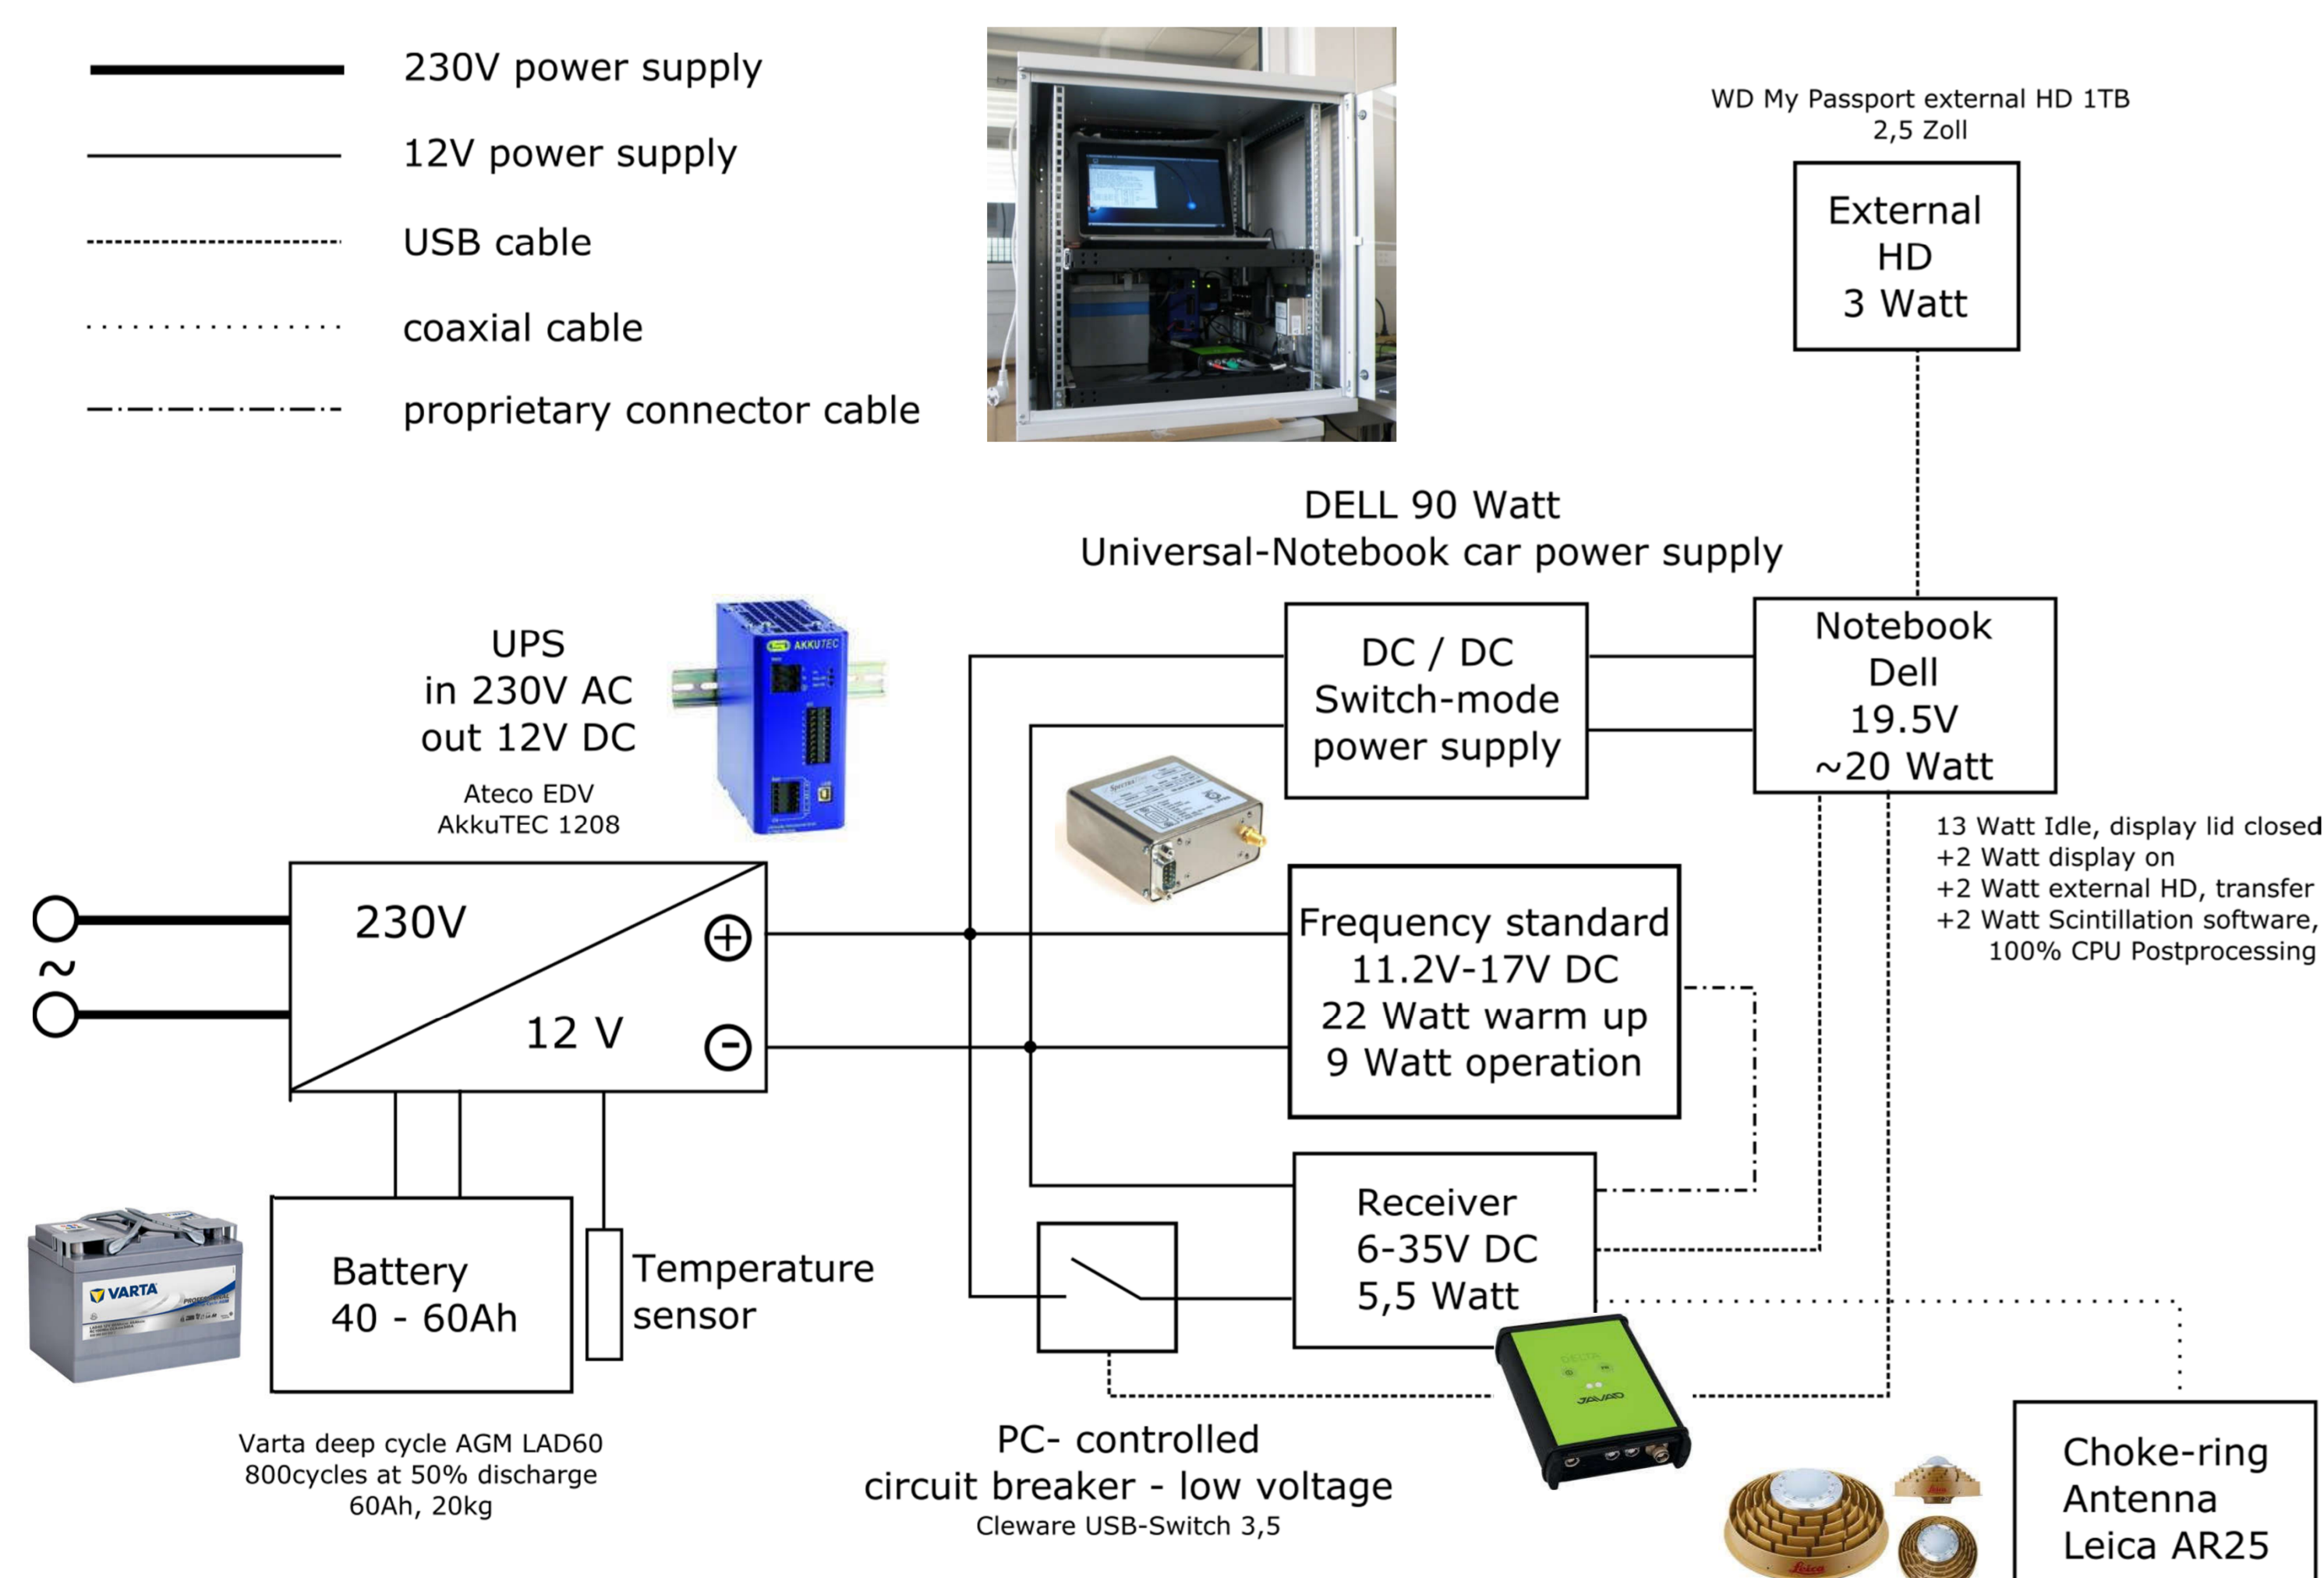 230V power supply
12V power supply
USB cable
coaxial cable
proprietary connector cable
WD My Passport external HD 1TB
2,5 Zoll
External
HD
3 Watt
DELL 90 Watt
Universal-Notebook car power supply
UPS
in 230V AC
out 12V DC
Ateco EDV
AkkuTEC 1208
AKKUTEC
DC / DC
Switch-mode
power supply
Notebook
Dell
19.5V
~20 Watt
13 Watt Idle, display lid closed
+2 Watt display on
+2 Watt external HD, transfer
+2 Watt Scintillation software,
100% CPU Postprocessing
230V
12 V
+
-
~
Frequency standard
11.2V-17V DC
22 Watt warm up
9 Watt operation
Receiver
6-35V DC
5,5 Watt
VARTA
PROFESSIONAL
Battery
40 - 60Ah
Temperature
sensor
Varta deep cycle AGM LAD60
800cycles at 50% discharge
60Ah, 20kg
PC- controlled
circuit breaker - low voltage
Cleware USB-Switch 3,5
DELTA
JAVAD
Choke-ring
Antenna
Leica AR25
Leica